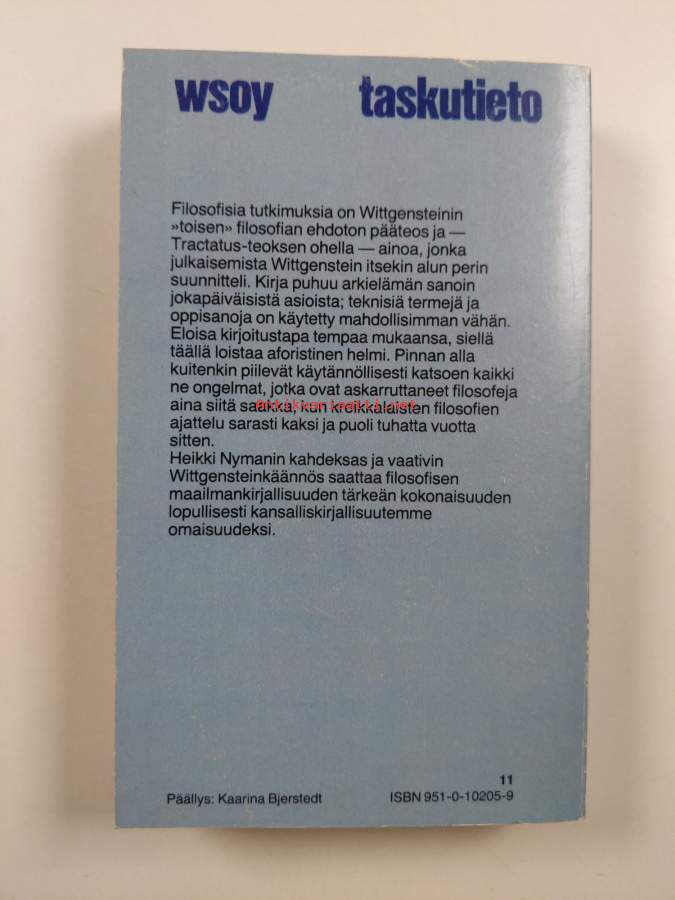 wsoy taskutieto
Filosofisia tutkimuksia on Wittgensteinin
»toisen» filosofian ehdoton pääteos ja —
Tractatus-teoksen ohella — ainoa, jonka
julkaisemista Wittgenstein itsekin alun perin
suunnitteli. Kirja puhuu arkielämän sanoin
jokapäiväisistä asioista; teknisiä termejä ja
oppisanoja on käytetty mahdollisimman vähän.
Eloisa kirjoitustapa tempaa mukaansa, siellä
täällä loistaa aforistinen helmi. Pinnan alla
kuitenkin piilevät käytännöllisesti katsoen kaikki
ne ongelmat, jotka ovat askarruttaneet filosofeja
aina siitä saakka, kun kreikkalaisten filosofien
Antikkariaatti.net
ajattelu sarasti kaksi ja puoli tuhatta vuotta
sitten.
Heikki Nymanin kahdeksas ja vaativin
Wittgensteinkäännös saattaa filosofisen
maailmankirjallisuuden tärkeän kokonaisuuden
lopullisesti kansalliskirjallisuutemme
omaisuudeksi.
11
Päällys: Kaarina Bjerstedt ISBN 951-0-10205-9